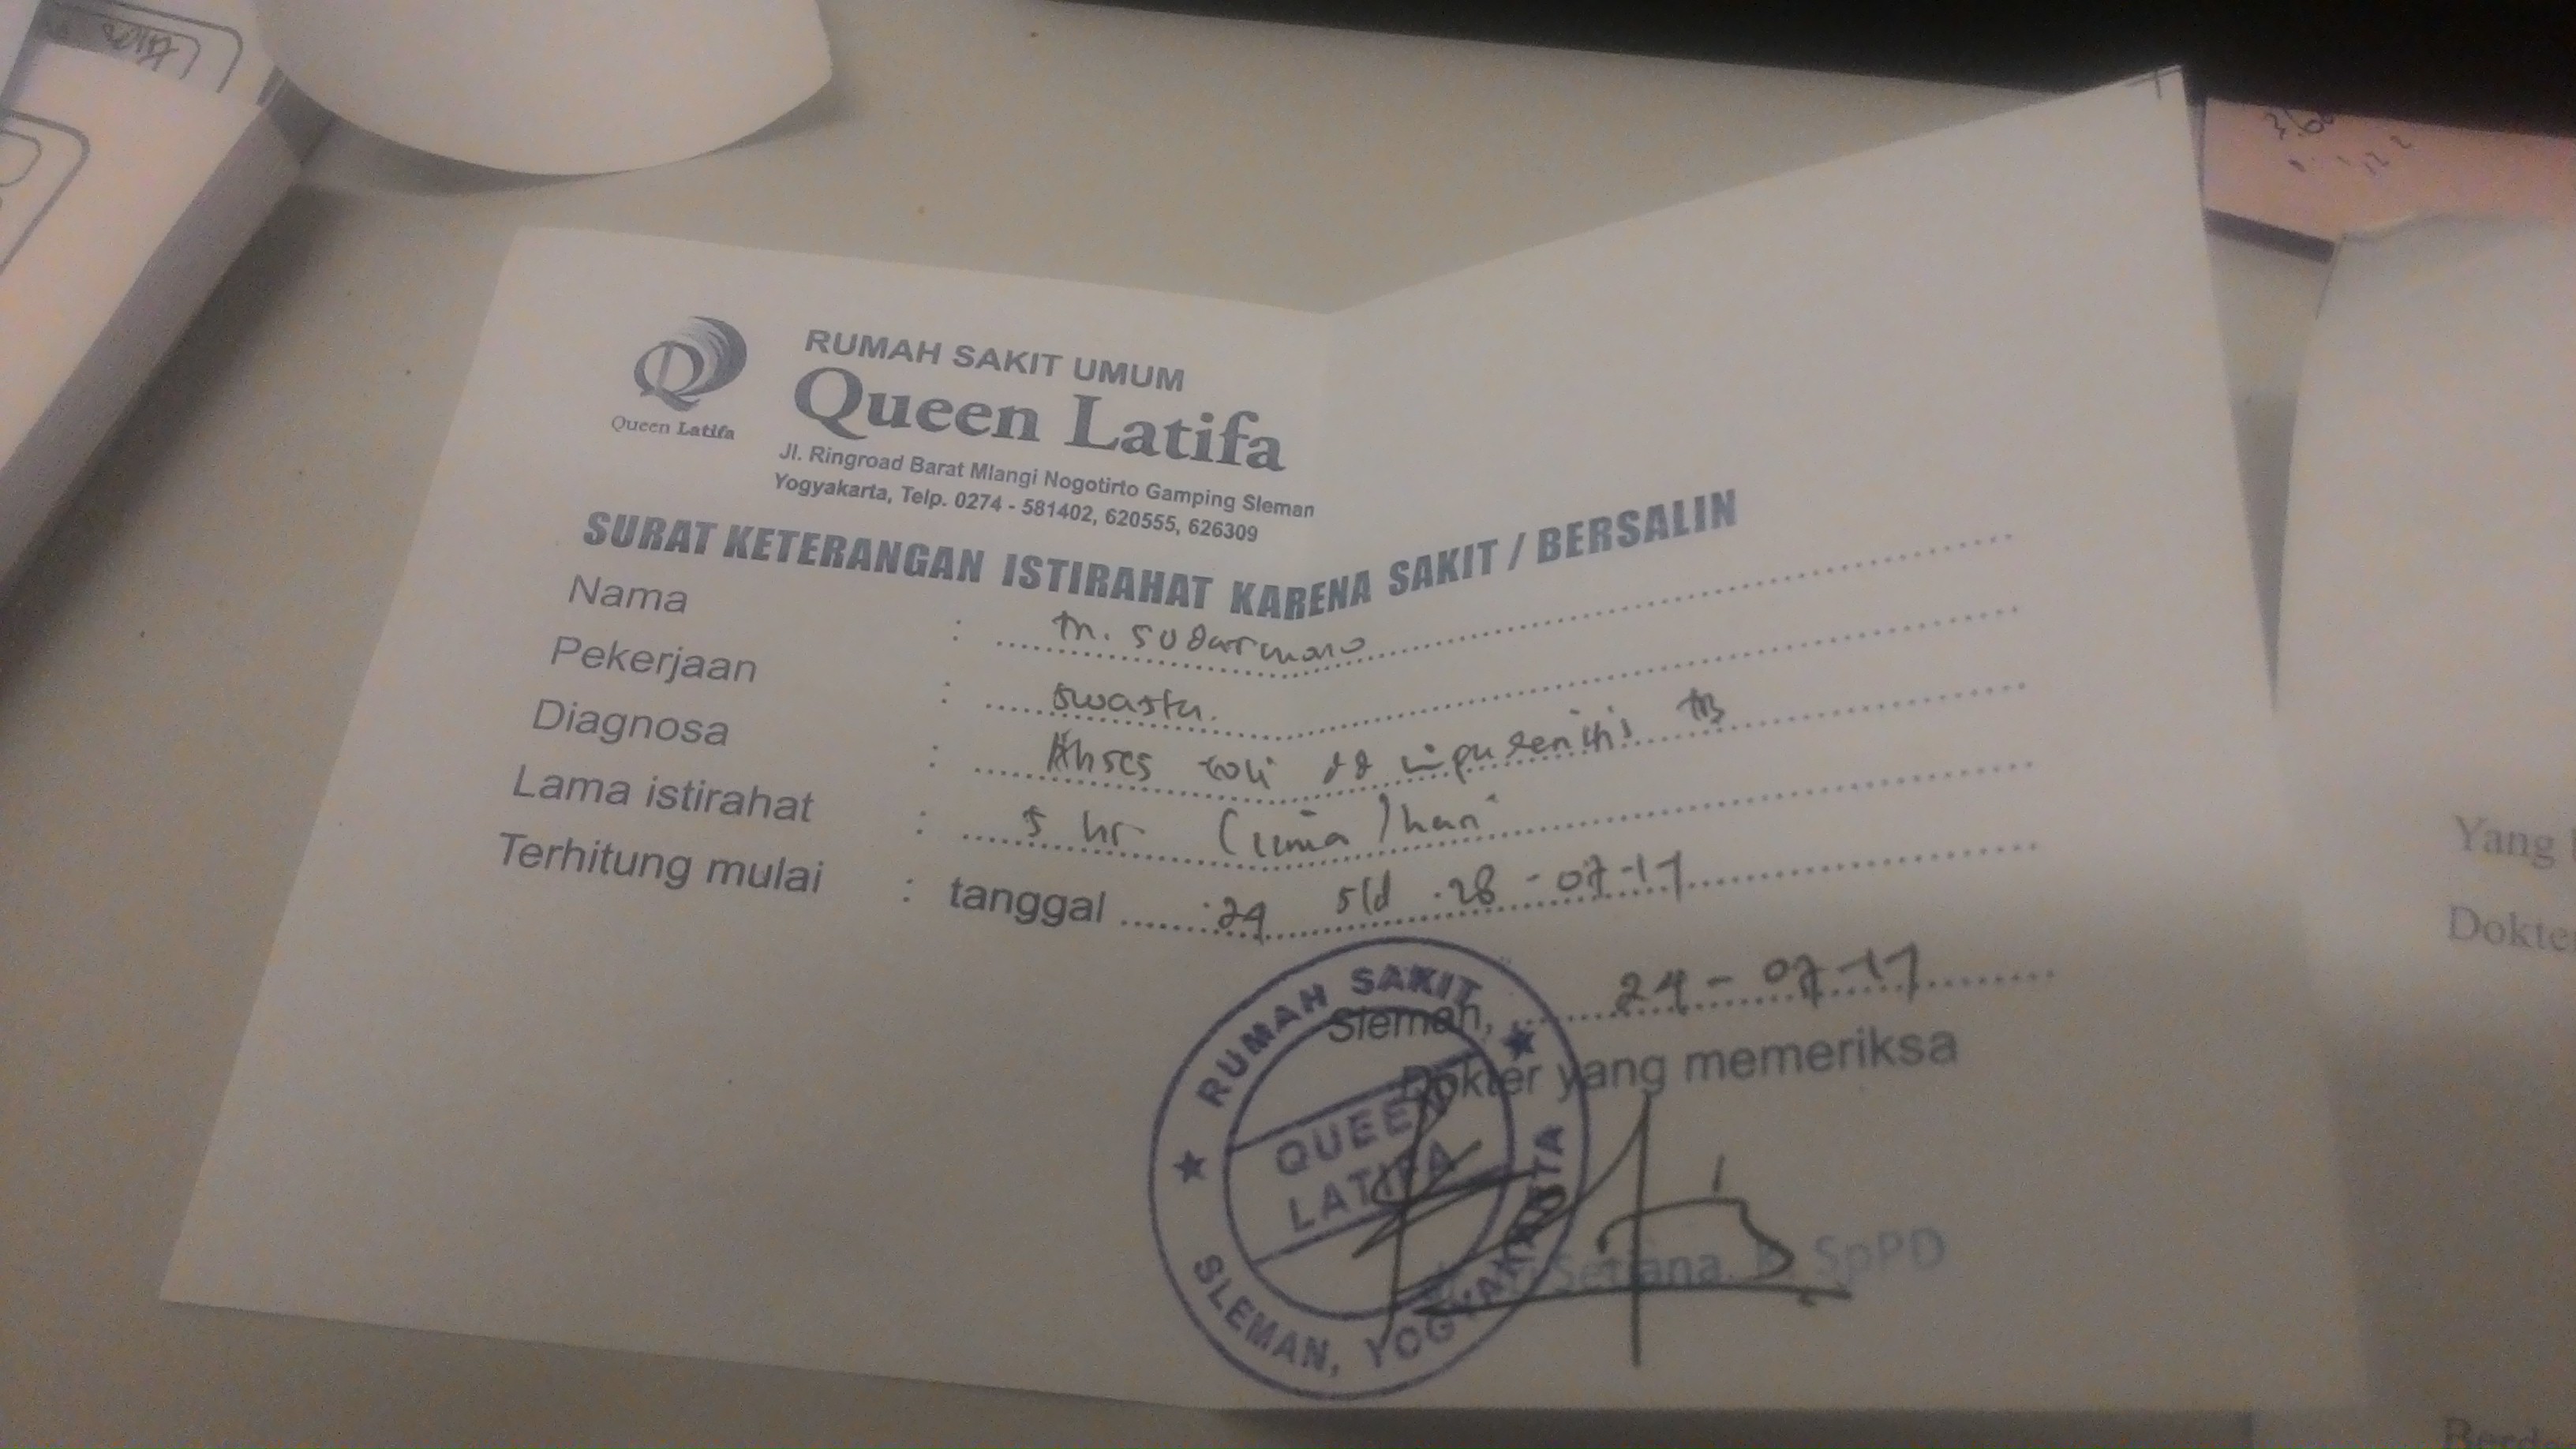 RUMAH SAKIT UMUM
Queen Latifa
Queen Latifa
Jl. Ringroad Barat Mlangi Nogotirto Gamping Sleman
Yogyakarta, Telp. 0274 - 581402, 620555, 626309
SURAT KETERANGAN ISTIRAHAT KARENA SAKIT / BERSALIN
Nama : tn. sudarmono
Pekerjaan : swasta.
Diagnosa : Abses coli dd limpadenitis TB
Lama istirahat : 5 hr (lima) hari
Terhitung mulai : tanggal 24 s/d 28-07-17
Sleman, 24-07-17
Dokter yang memeriksa
RUMAH SAKIT
QUEEN
LATIFA
SLEMAN, YOGYAKARTA
Setiana SpPD
Yang